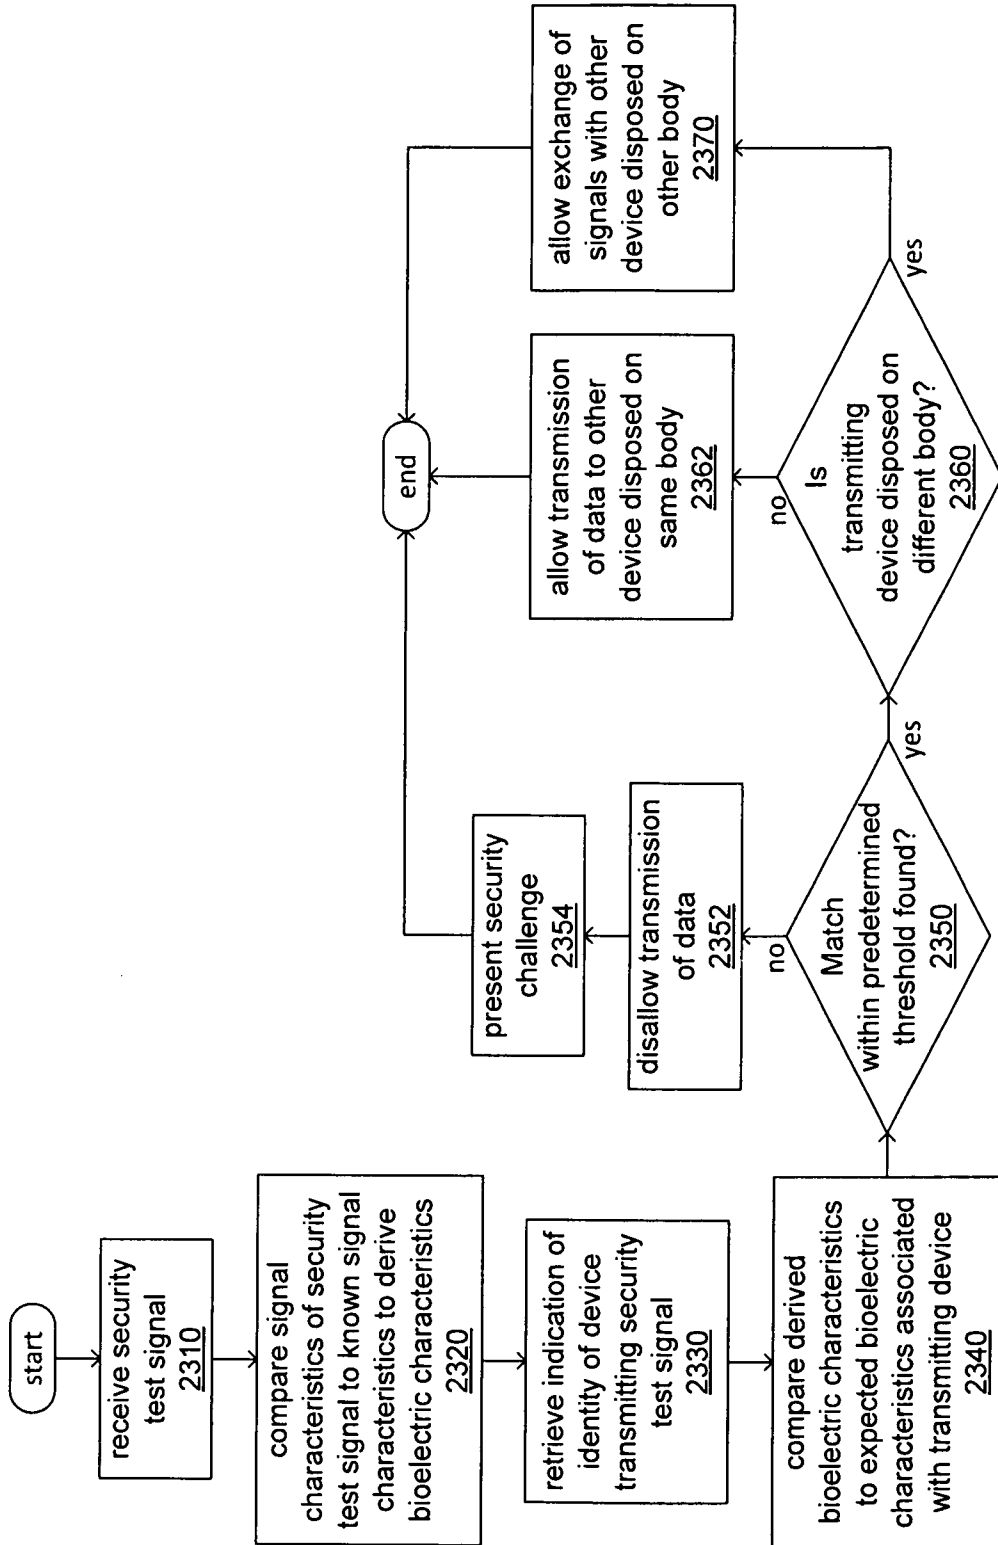 start
receive security
test signal
2310
compare signal
characteristics of security
test signal to known signal
characteristics to derive
bioelectric characteristics
2320
retrieve indication of
identity of device
transmitting security
test signal
2330
compare derived
bioelectric characteristics
to expected bioelectric
characteristics associated
with transmitting device
2340
Match
within predetermined
threshold found?
2350
no
yes
disallow transmission
of data
2352
present security
challenge
2354
Is
transmitting
device disposed on
different body?
2360
no
yes
allow transmission
of data to other
device disposed on
same body
2362
allow exchange of
signals with other
device disposed on
other body
2370
end